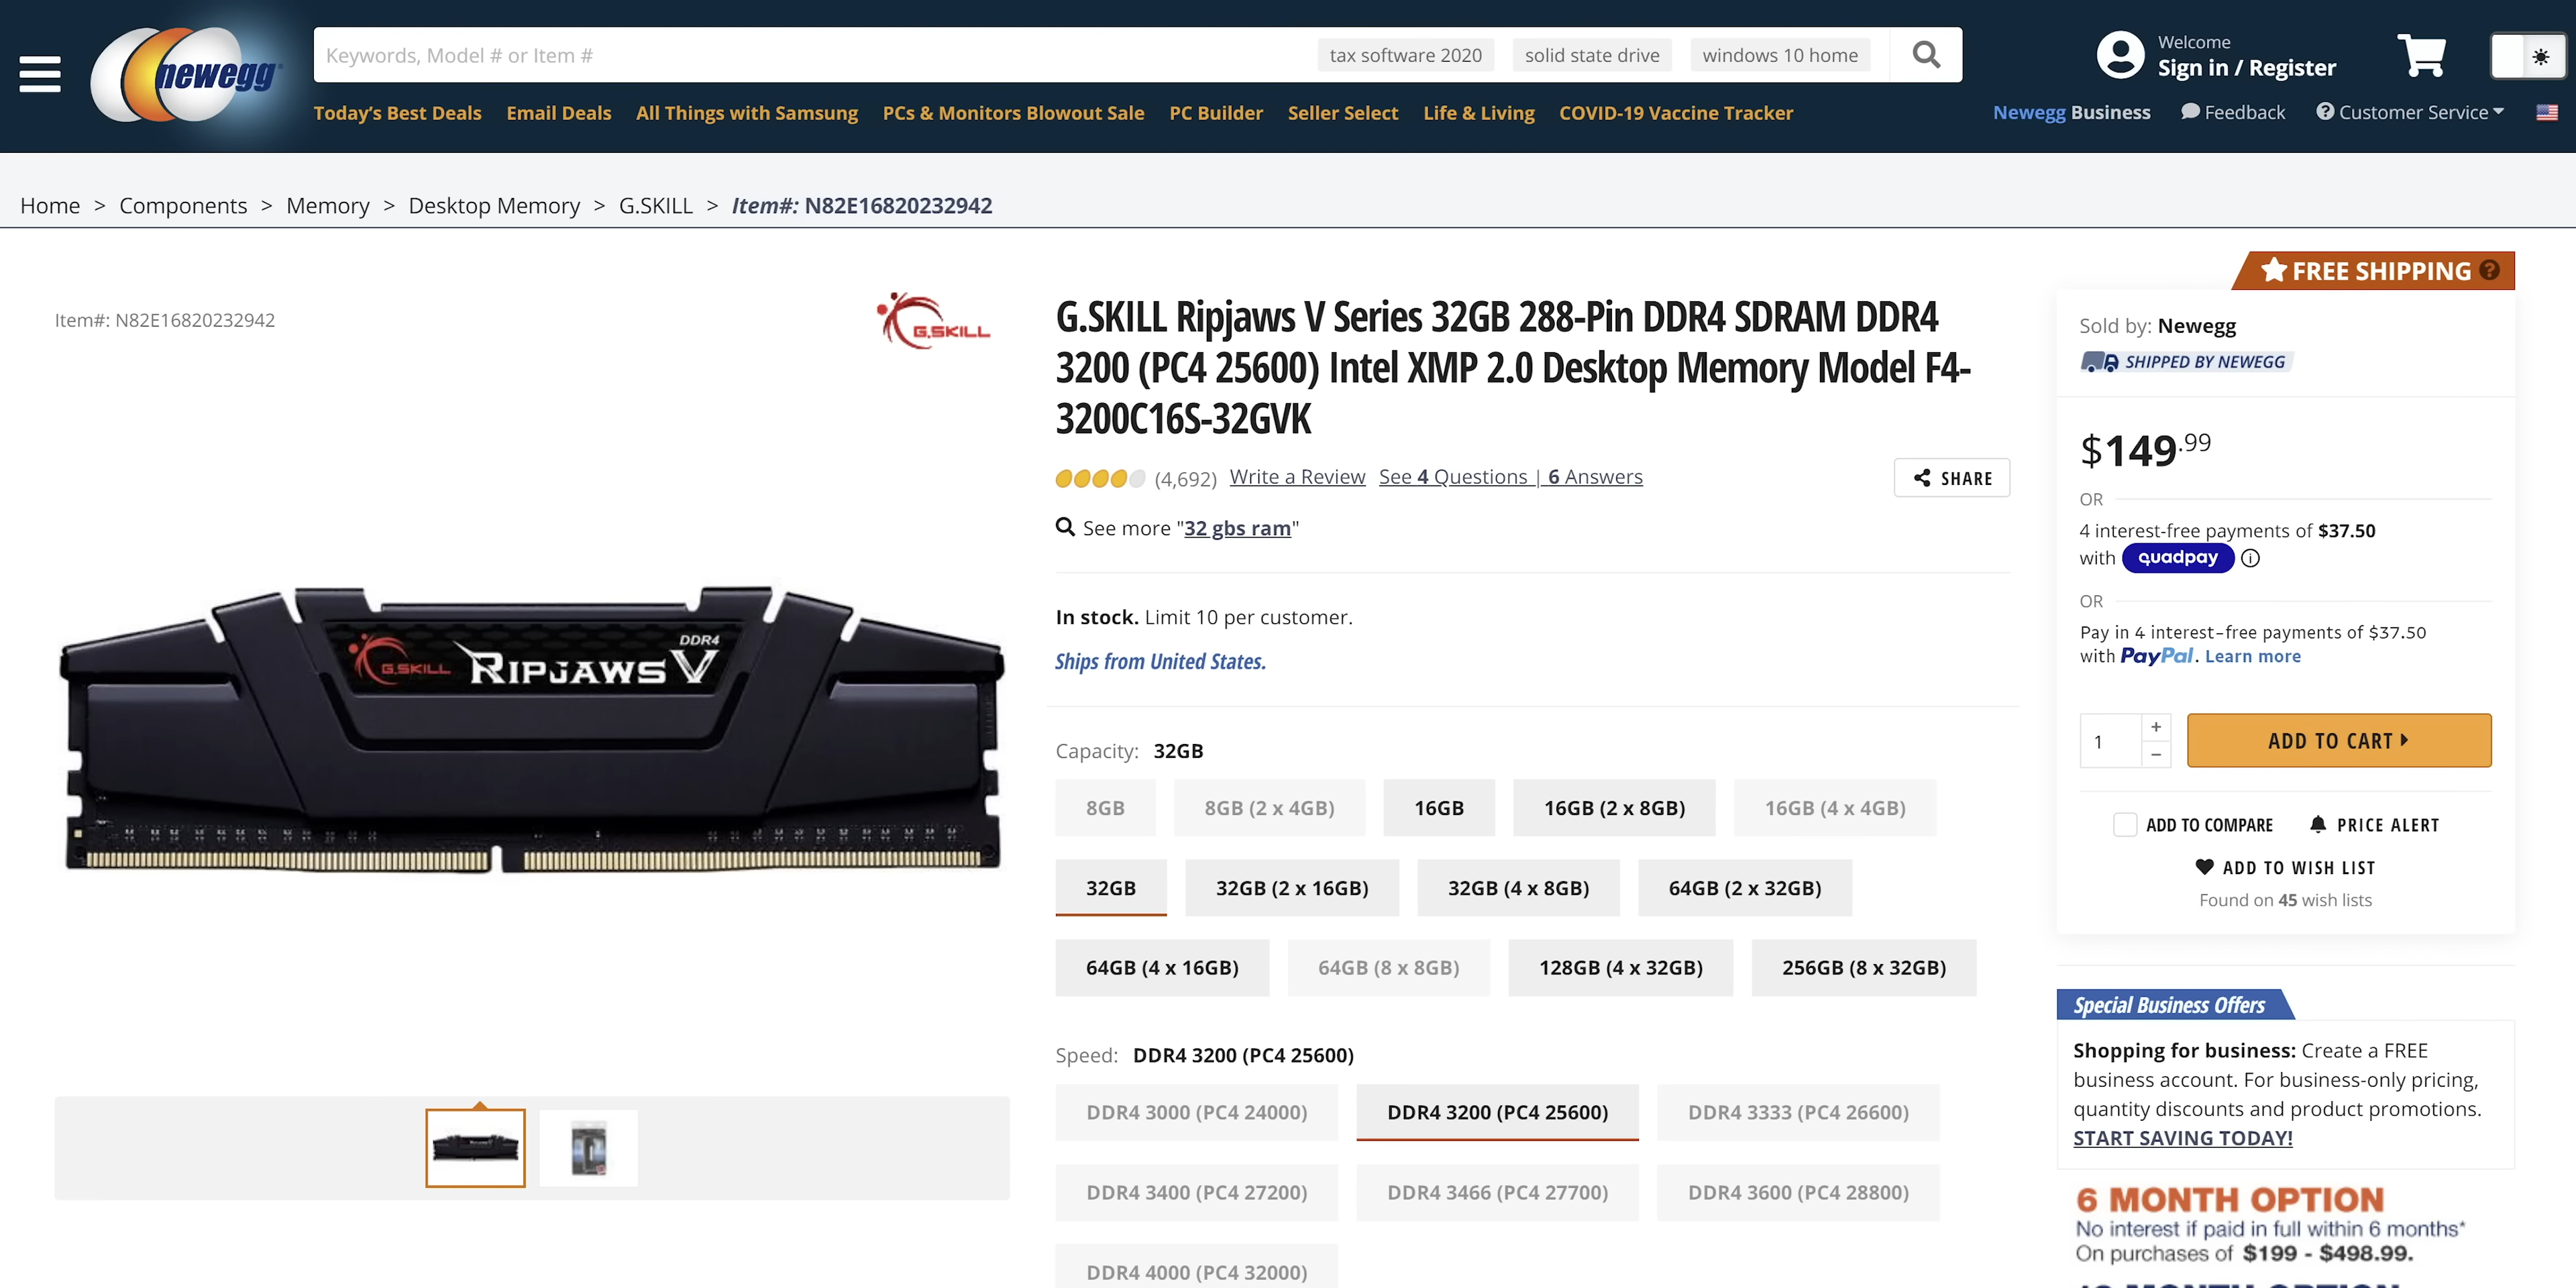 newegg
Keywords, Model # or Item #
tax software 2020
solid state drive
windows 10 home
Welcome
Sign in / Register
Today's Best Deals
Email Deals
All Things with Samsung
PCs & Monitors Blowout Sale
PC Builder
Seller Select
Life & Living
COVID-19 Vaccine Tracker
Newegg Business
Feedback
Customer Service
Home > Components > Memory > Desktop Memory > G.SKILL > Item#: N82E16820232942
Item#: N82E16820232942
G.SKILL
G.SKILL
RIPJAWS V
DDR4
G.SKILL Ripjaws V Series 32GB 288-Pin DDR4 SDRAM DDR4
3200 (PC4 25600) Intel XMP 2.0 Desktop Memory Model F4-
3200C16S-32GVK
(4,692) Write a Review See 4 Questions | 6 Answers
SHARE
See more "32 gbs ram"
In stock. Limit 10 per customer.
Ships from United States.
Capacity: 32GB
8GB
8GB (2 x 4GB)
16GB
16GB (2 x 8GB)
16GB (4 x 4GB)
32GB
32GB (2 x 16GB)
32GB (4 x 8GB)
64GB (2 x 32GB)
64GB (4 x 16GB)
64GB (8 x 8GB)
128GB (4 x 32GB)
256GB (8 x 32GB)
Speed: DDR4 3200 (PC4 25600)
DDR4 3000 (PC4 24000)
DDR4 3200 (PC4 25600)
DDR4 3333 (PC4 26600)
DDR4 3400 (PC4 27200)
DDR4 3466 (PC4 27700)
DDR4 3600 (PC4 28800)
DDR4 4000 (PC4 32000)
FREE SHIPPING
Sold by: Newegg
SHIPPED BY NEWEGG
$149.99
OR
4 interest-free payments of $37.50
with quadpay
OR
Pay in 4 interest-free payments of $37.50
with PayPal. Learn more
1
+
−
ADD TO CART
ADD TO COMPARE
PRICE ALERT
ADD TO WISH LIST
Found on 45 wish lists
Special Business Offers
Shopping for business: Create a FREE
business account. For business-only pricing,
quantity discounts and product promotions.
START SAVING TODAY!
6 MONTH OPTION
No interest if paid in full within 6 months*
On purchases of $199 - $498.99.